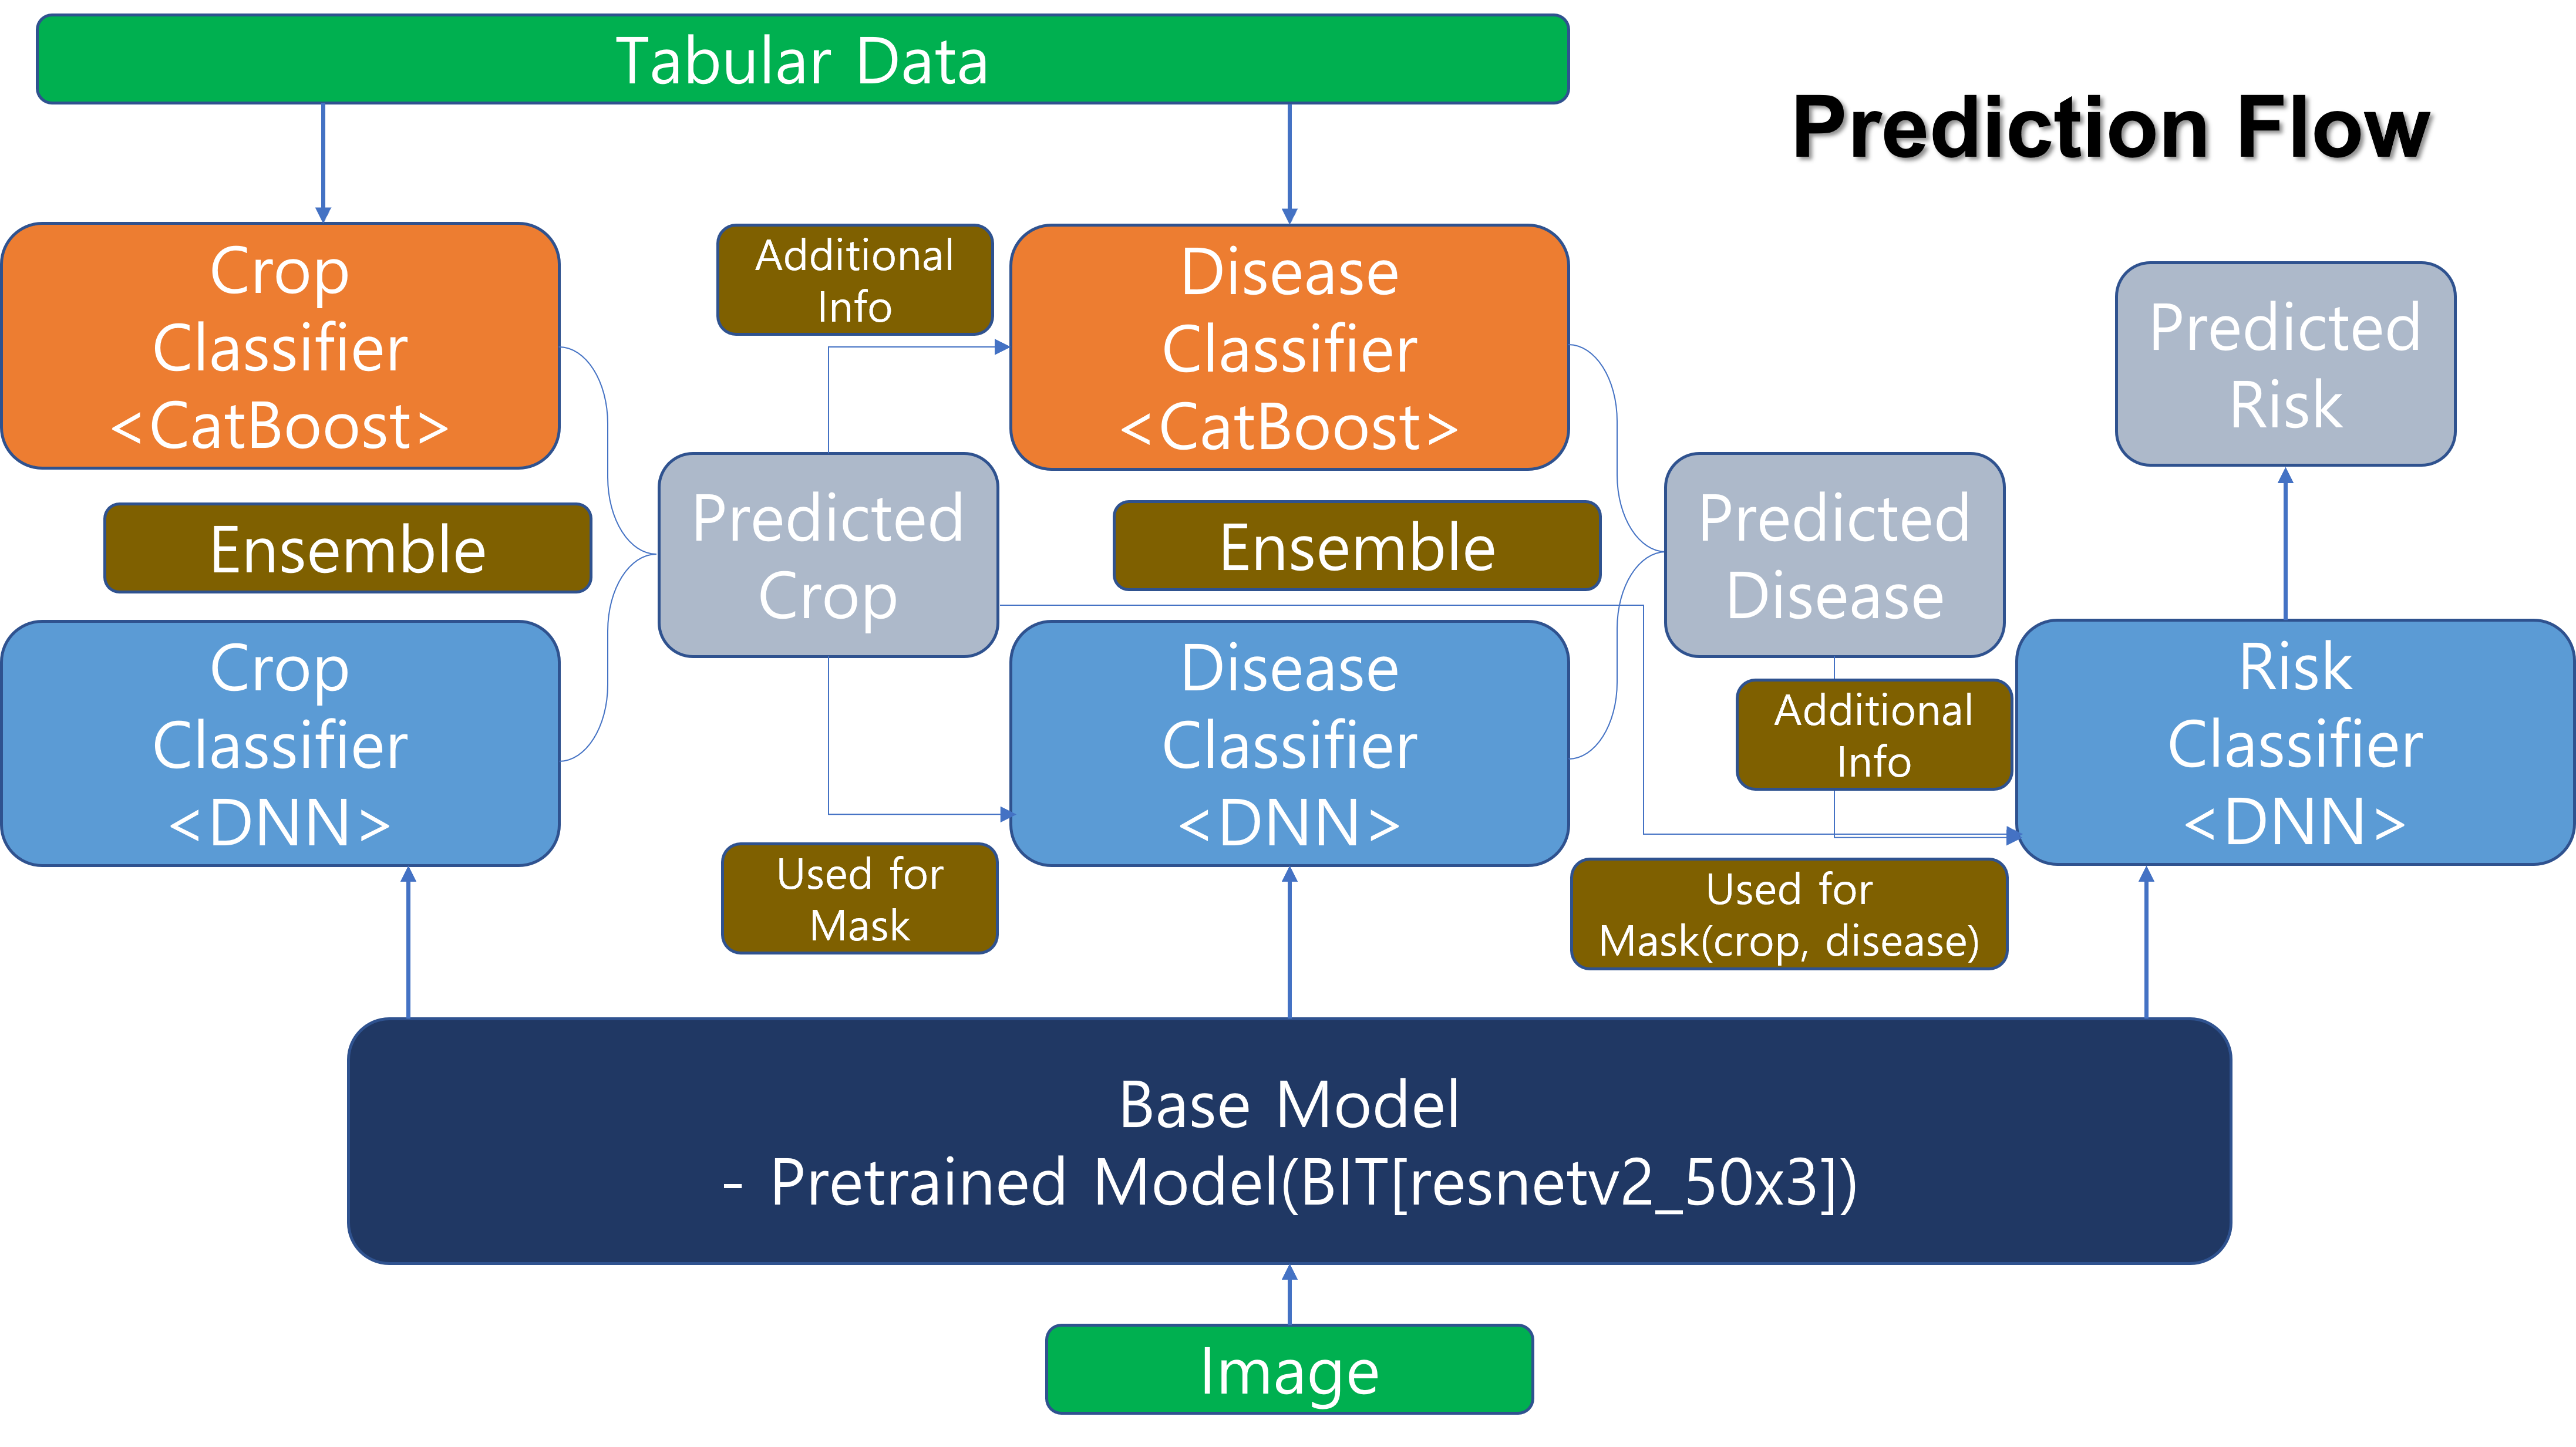 Tabular Data
Prediction Flow
Crop
Classifier
<CatBoost>
Additional
Info
Disease
Classifier
<CatBoost>
Predicted
Risk
Ensemble
Predicted
Crop
Ensemble
Predicted
Disease
Crop
Classifier
<DNN>
Used for
Mask
Disease
Classifier
<DNN>
Additional
Info
Risk
Classifier
<DNN>
Used for
Mask(crop, disease)
Base Model
- Pretrained Model(BIT[resnetv2_50x3])
Image